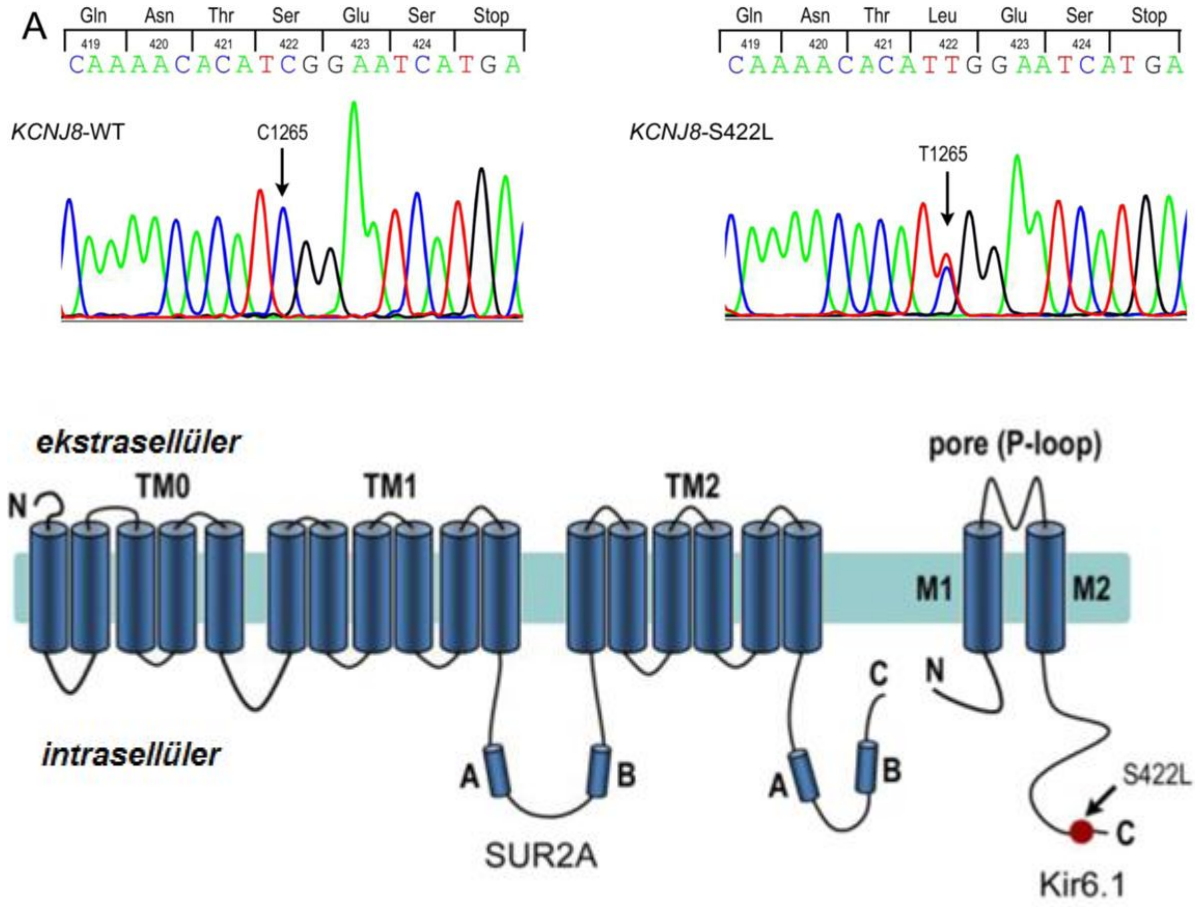 A
Gln Asn Thr Ser Glu Ser Stop
419 420 421 422 423 424
CAAAACACATCGGAATCATGA
KCNJ8-WT
C1265
Gln Asn Thr Leu Glu Ser Stop
419 420 421 422 423 424
CAAAACACATTGGAATCATGA
KCNJ8-S422L
T1265
ekstrasellüler
pore (P-loop)
N
TM0
TM1
TM2
M1
M2
intrasellüler
A
B
A
B
C
N
S422L
C
SUR2A
Kir6.1